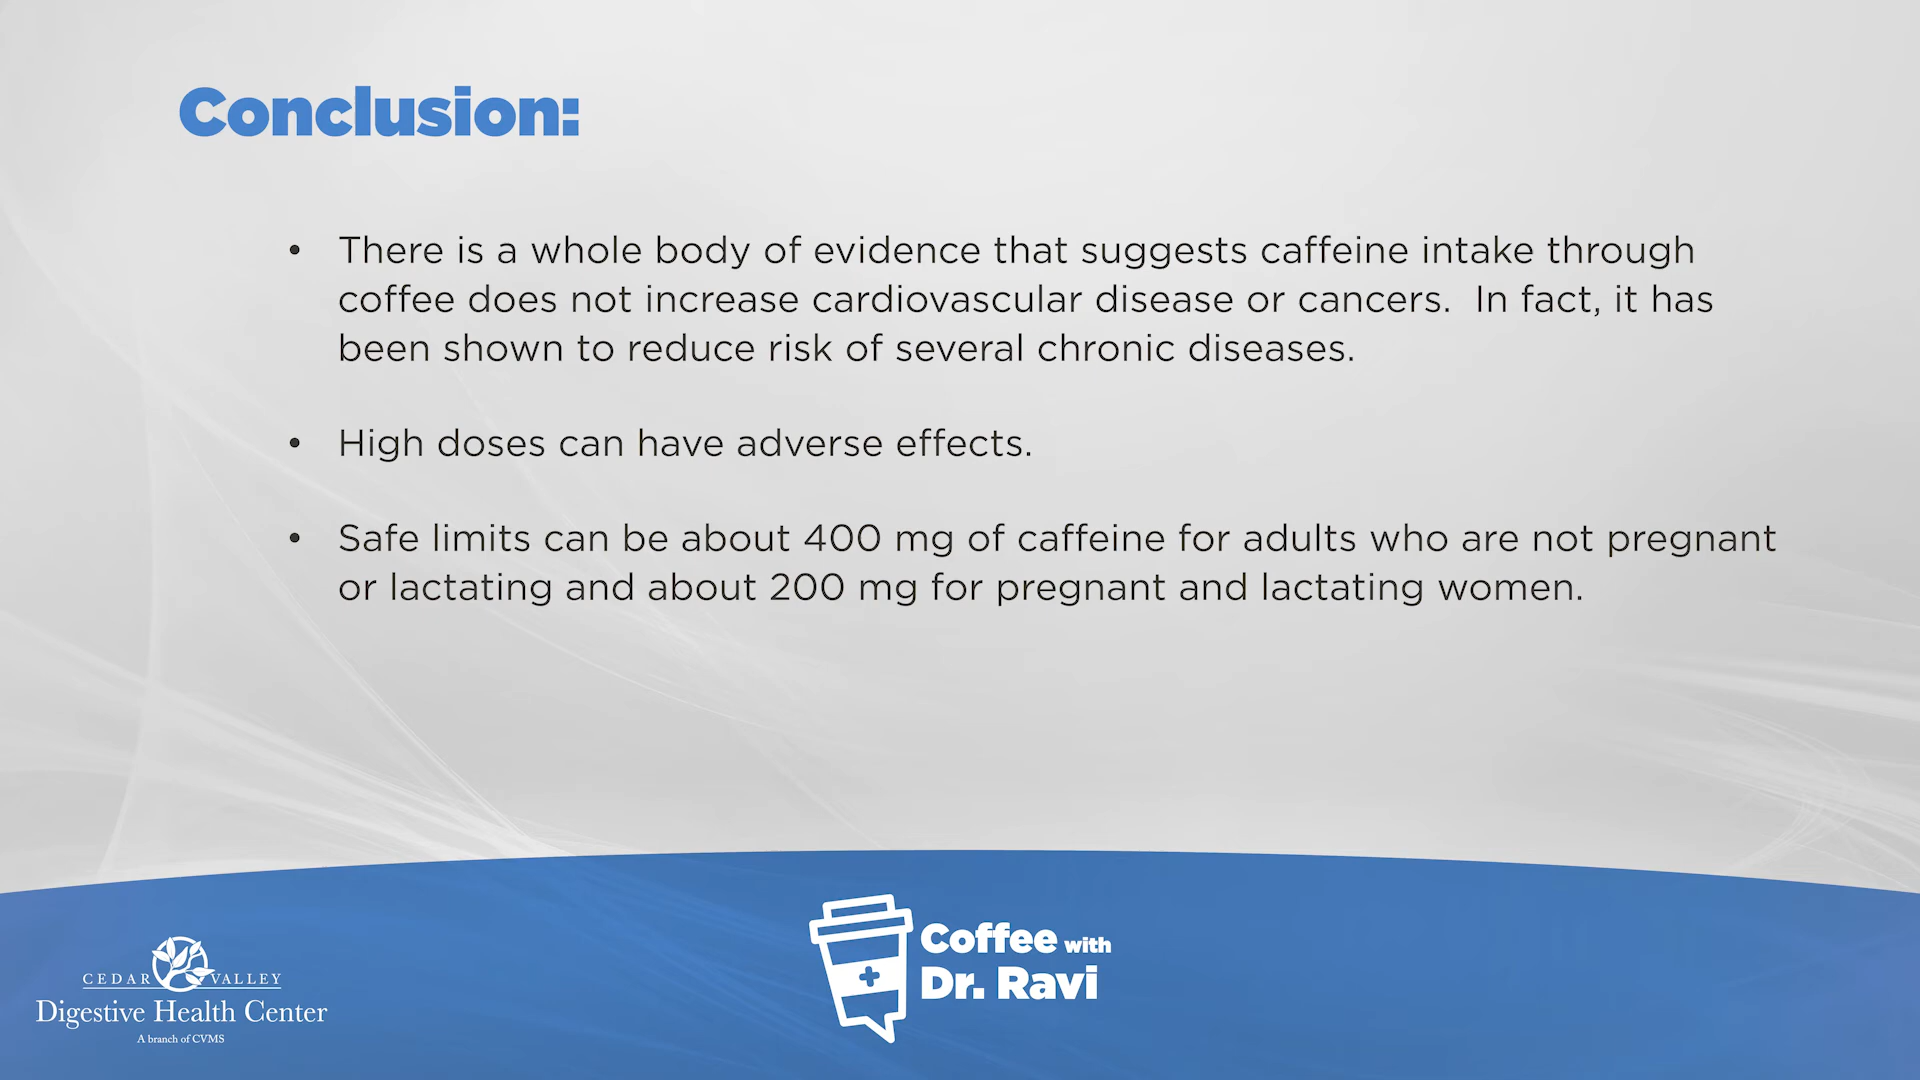 Conclusion:
• There is a whole body of evidence that suggests caffeine intake through
coffee does not increase cardiovascular disease or cancers.  In fact, it has
been shown to reduce risk of several chronic diseases.
• High doses can have adverse effects.
• Safe limits can be about 400 mg of caffeine for adults who are not pregnant
or lactating and about 200 mg for pregnant and lactating women.
CEDAR VALLEY
Digestive Health Center
A branch of CVMS
Coffee with
Dr. Ravi